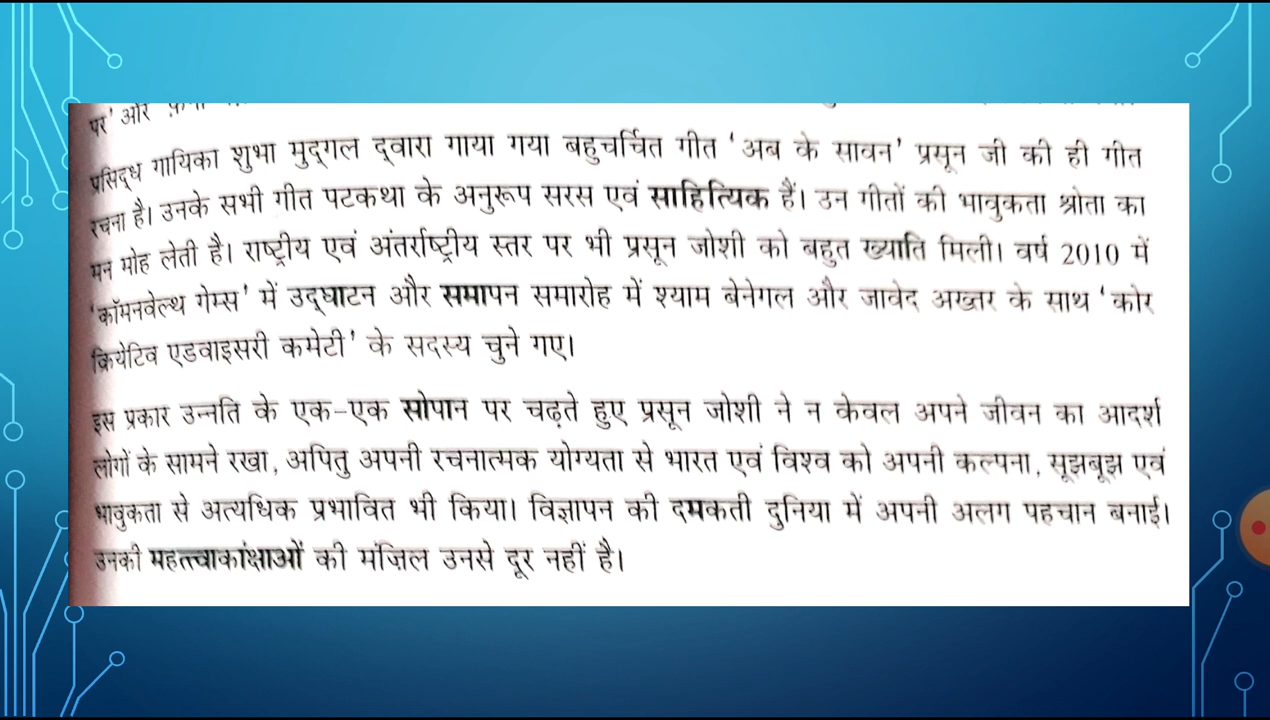 पर' और
प्रसिद्ध गायिका शुभा मुद्गल द्वारा गाया गया बहुचर्चित गीत 'अब के सावन' प्रसून जी की ही गीत
रचना है। उनके सभी गीत पटकथा के अनुरूप सरस एवं साहित्यिक हैं। उन गीतों की भावुकता श्रोता का
मन मोह लेती है। राष्ट्रीय एवं अंतर्राष्ट्रीय स्तर पर भी प्रसून जोशी को बहुत ख्याति मिली। वर्ष 2010 में
'कॉमनवेल्थ गेम्स' में उद्घाटन और समापन समारोह में श्याम बेनेगल और जावेद अख्तर के साथ 'कोर
क्रियेटिव एडवाइसरी कमेटी' के सदस्य चुने गए।
इस प्रकार उन्नति के एक-एक सोपान पर चढ़ते हुए प्रसून जोशी ने न केवल अपने जीवन का आदर्श
लोगों के सामने रखा, अपितु अपनी रचनात्मक योग्यता से भारत एवं विश्व को अपनी कल्पना, सूझबूझ एवं
भावुकता से अत्यधिक प्रभावित भी किया। विज्ञापन की दमकती दुनिया में अपनी अलग पहचान बनाई।
उनकी महत्त्वाकांक्षाओं की मंज़िल उनसे दूर नहीं है।